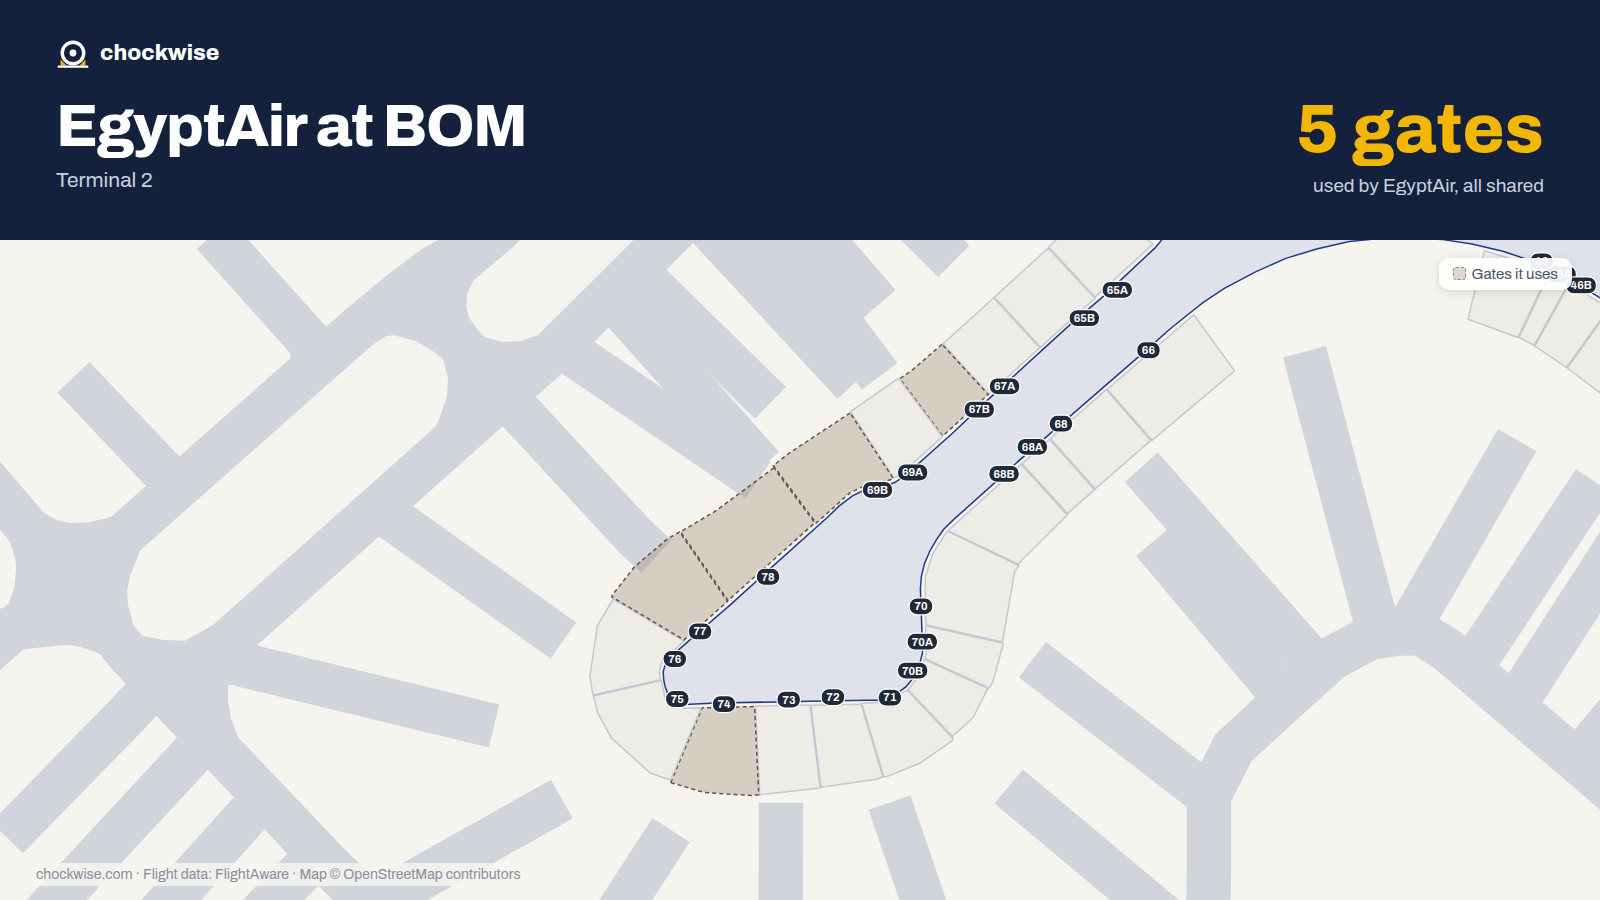 chockwise
EgyptAir at BOM
Terminal 2
5 gates
used by EgyptAir, all shared
Gates it uses
46B
65A
65B
66
67A
67B
68
68A
68B
69A
69B
78
70
77
70A
76
70B
75
74
73
72
71
chockwise.com · Flight data: FlightAware · Map © OpenStreetMap contributors